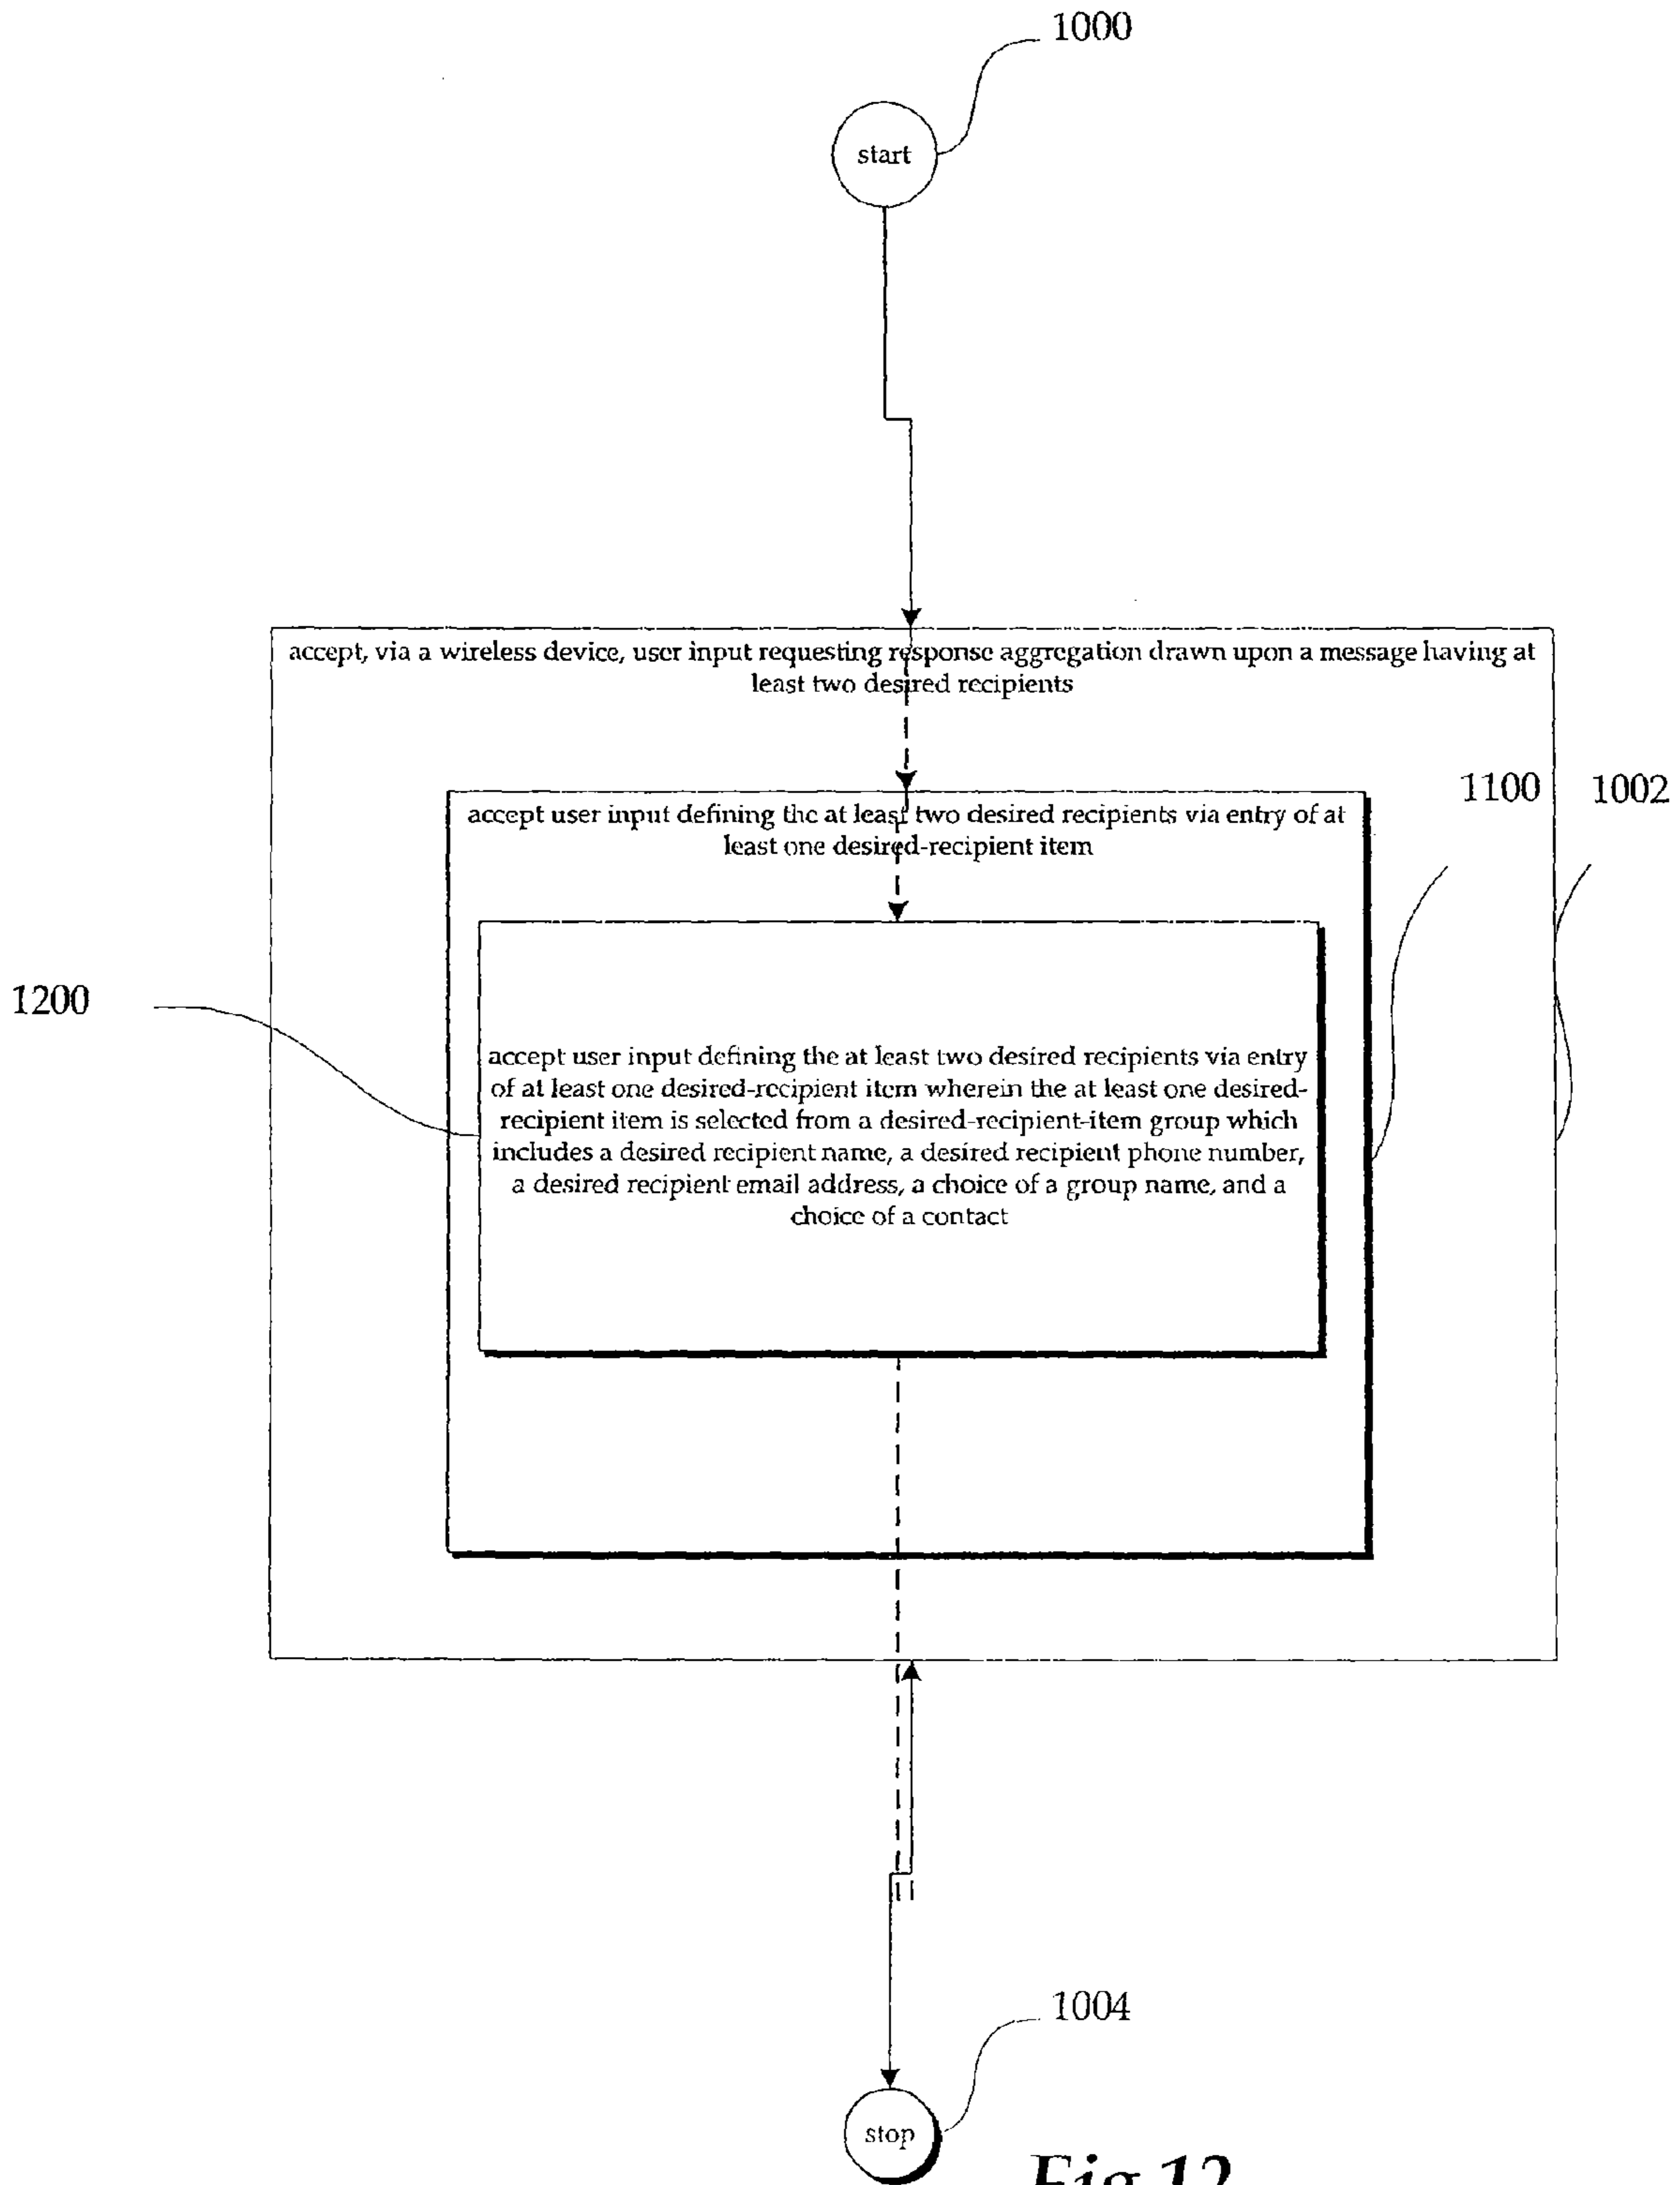 1000
start
accept, via a wireless device, user input requesting response aggregation drawn upon a message having at
least two desired recipients
1100
1002
accept user input defining the at least two desired recipients via entry of at
least one desired-recipient item
1200
accept user input defining the at least two desired recipients via entry
of at least one desired-recipient item wherein the at least one desired-
recipient item is selected from a desired-recipient-item group which
includes a desired recipient name, a desired recipient phone number,
a desired recipient email address, a choice of a group name, and a
choice of a contact
1004
stop
Fig.12